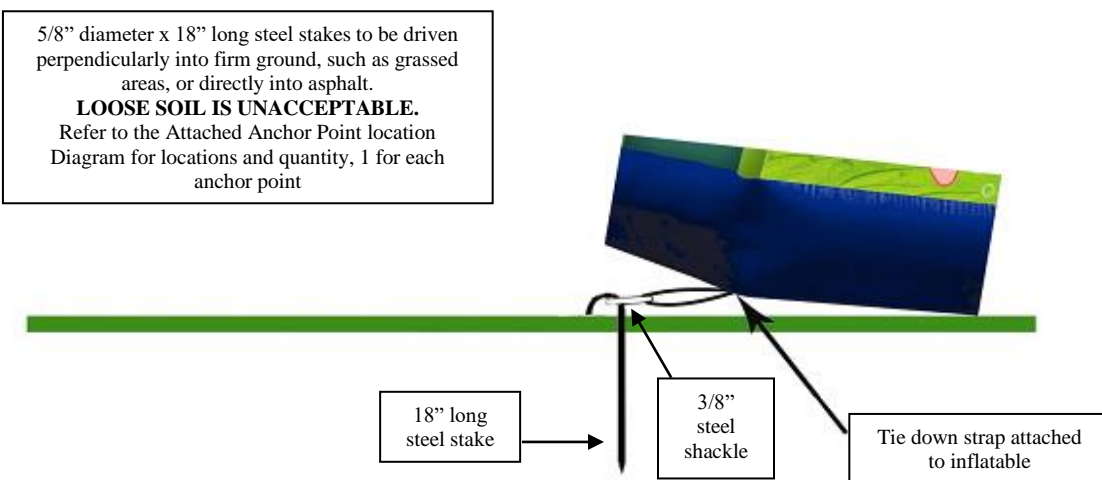 5/8” diameter x 18” long steel stakes to be driven
perpendicularly into firm ground, such as grassed
areas, or directly into asphalt.
LOOSE SOIL IS UNACCEPTABLE.
Refer to the Attached Anchor Point location
Diagram for locations and quantity, 1 for each
anchor point
18” long
steel stake
3/8”
steel
shackle
Tie down strap attached
to inflatable